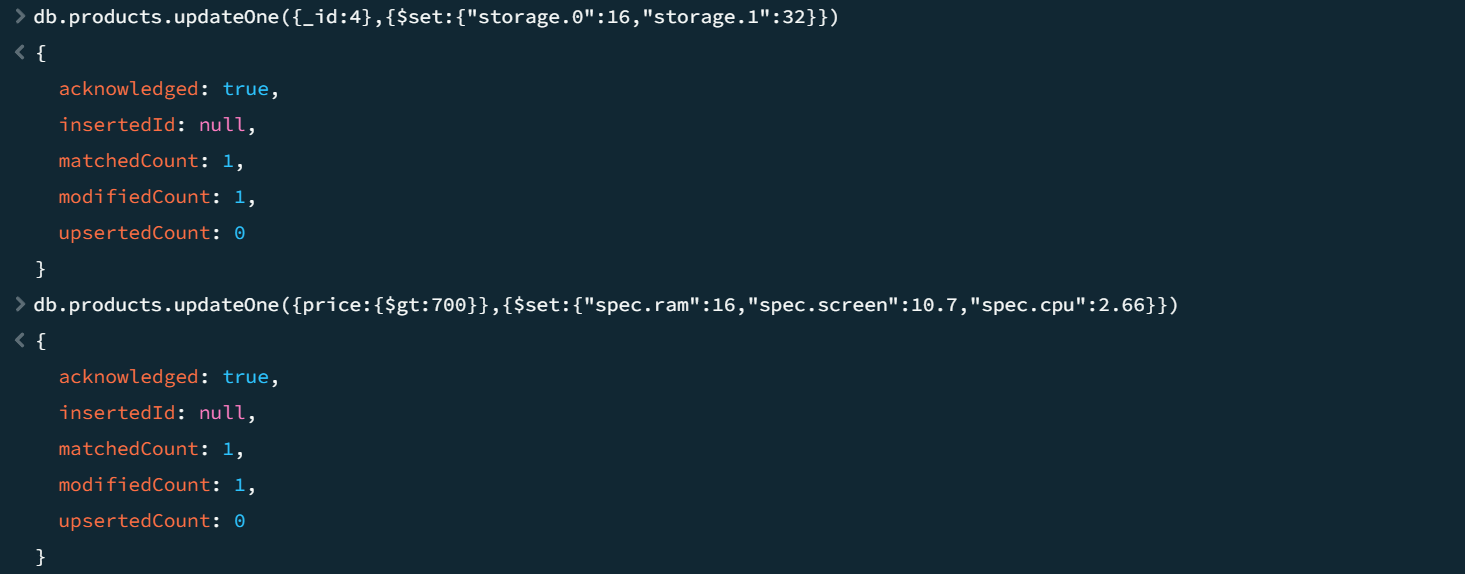 > db.products.updateOne({_id:4},{$set:{"storage.0":16,"storage.1":32}})
< {
acknowledged: true,
insertedId: null,
matchedCount: 1,
modifiedCount: 1,
upsertedCount: 0
}
> db.products.updateOne({price:{$gt:700}},{$set:{"spec.ram":16,"spec.screen":10.7,"spec.cpu":2.66}})
< {
acknowledged: true,
insertedId: null,
matchedCount: 1,
modifiedCount: 1,
upsertedCount: 0
}